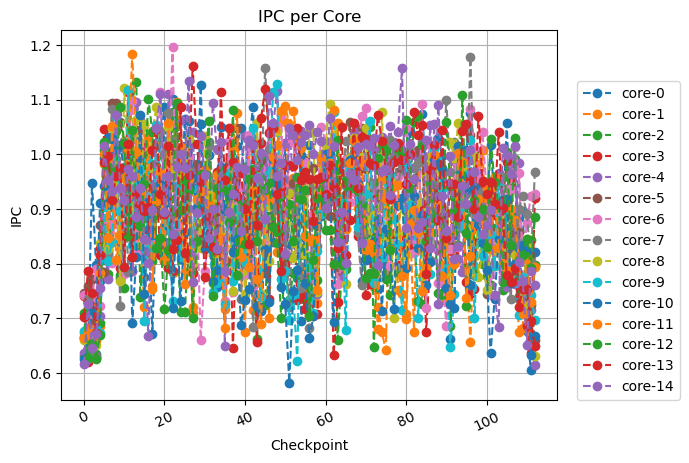 IPC per Core
IPC
1.2
1.1
1.0
0.9
0.8
0.7
0.6
0
20
40
60
80
100
Checkpoint
core-0
core-1
core-2
core-3
core-4
core-5
core-6
core-7
core-8
core-9
core-10
core-11
core-12
core-13
core-14